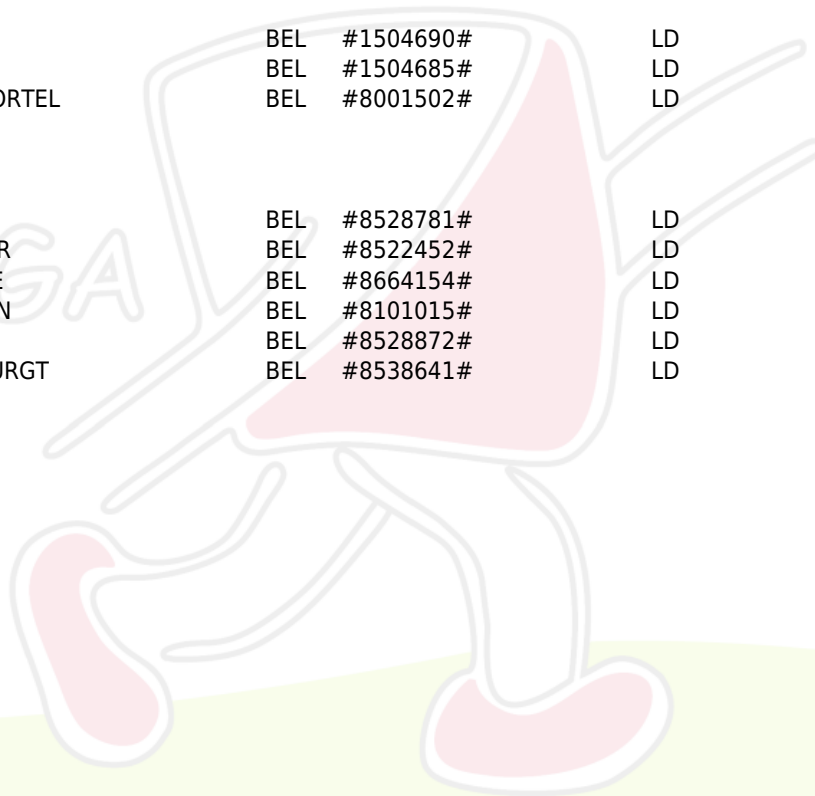 BEL #1504690# LD
BEL #1504685# LD
ORTEL BEL #8001502# LD
BEL #8528781# LD
R BEL #8522452# LD
E BEL #8664154# LD
GA
N BEL #8101015# LD
BEL #8528872# LD
URGT BEL #8538641# LD